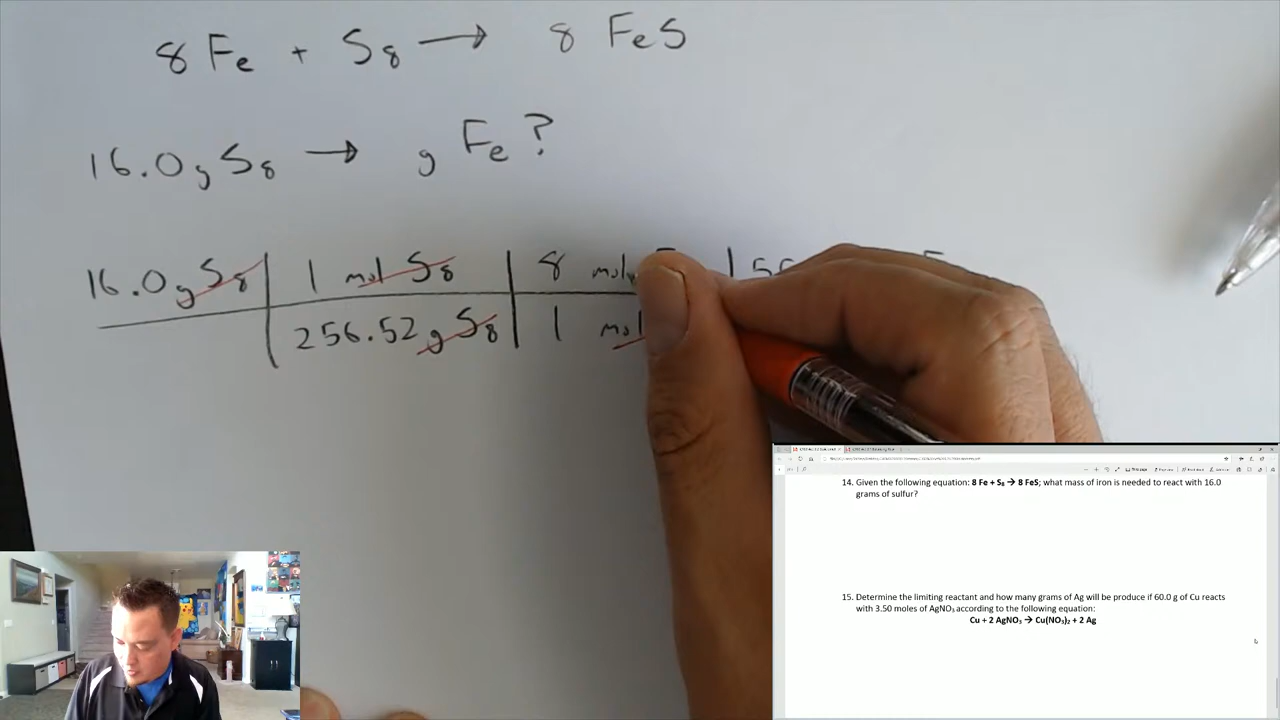 8 Fe + S₈ → 8 FeS
16.0 g S₈ → g Fe?
16.0 g S₈ | 1 mol S₈ | 8 mol
256.52 g S₈ | 1 mol
14. Given the following equation: 8 Fe + S₈ → 8 FeS; what mass of iron is needed to react with 16.0
grams of sulfur?
15. Determine the limiting reactant and how many grams of Ag will be produce if 60.0 g of Cu reacts
with 3.50 moles of AgNO₃ according to the following equation:
Cu + 2 AgNO₃ → Cu(NO₃)₂ + 2 Ag